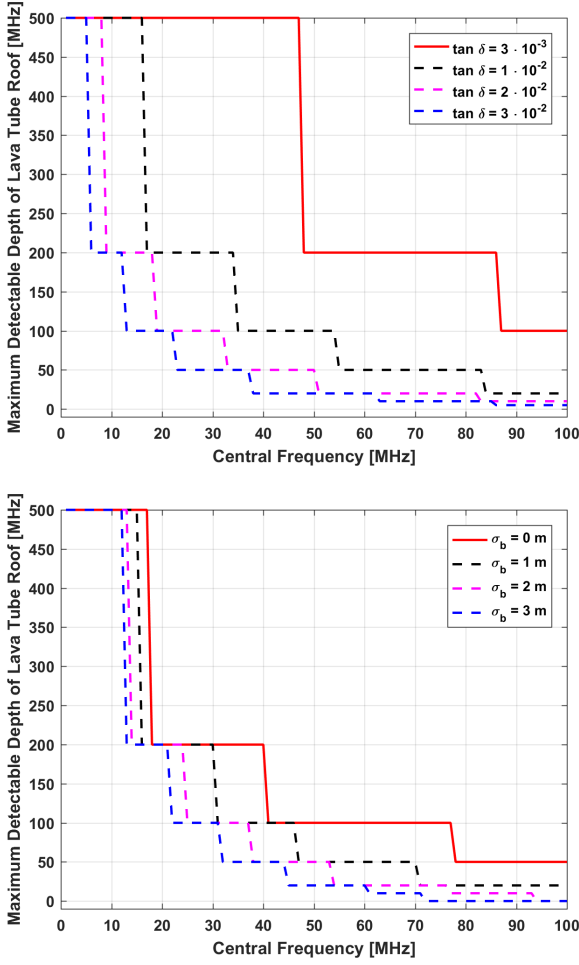 Maximum Detectable Depth of Lava Tube Roof [MHz]
500
450
400
350
300
250
200
150
100
50
0
tan δ = 3 · 10-3
tan δ = 1 · 10-2
tan δ = 2 · 10-2
tan δ = 3 · 10-2
0 10 20 30 40 50 60 70 80 90 100
Central Frequency [MHz]
Maximum Detectable Depth of Lava Tube Roof [MHz]
500
450
400
350
300
250
200
150
100
50
0
σb = 0 m
σb = 1 m
σb = 2 m
σb = 3 m
0 10 20 30 40 50 60 70 80 90 100
Central Frequency [MHz]